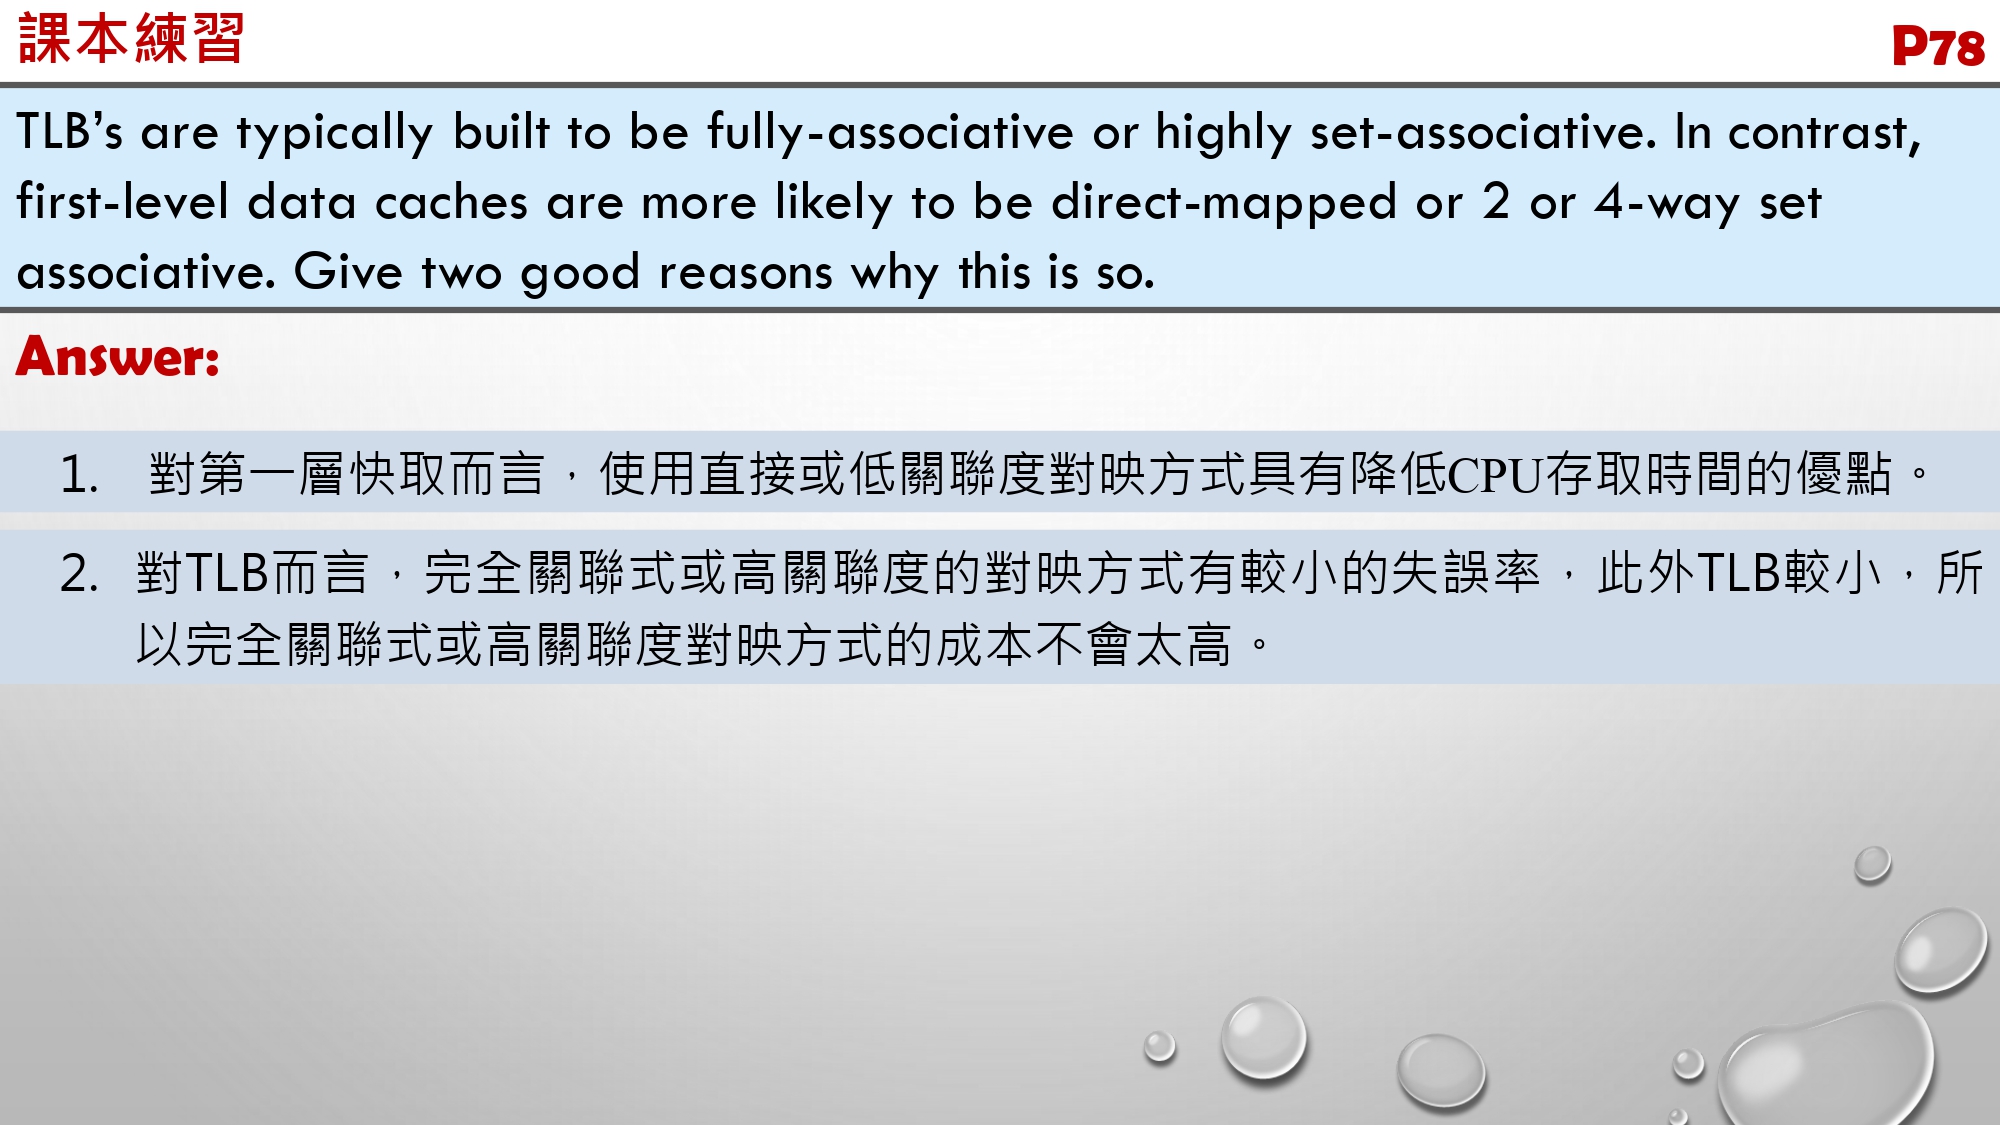 課本練習
P78
TLB’s are typically built to be fully-associative or highly set-associative. In contrast,
first-level data caches are more likely to be direct-mapped or 2 or 4-way set
associative. Give two good reasons why this is so.
Answer:
1. 對第一層快取而言，使用直接或低關聯度對映方式具有降低CPU存取時間的優點。
2. 對TLB而言，完全關聯式或高關聯度的對映方式有較小的失誤率，此外TLB較小，所
以完全關聯式或高關聯度對映方式的成本不會太高。